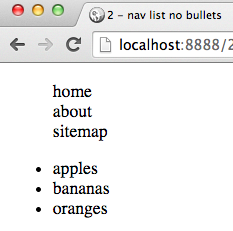 2 - nav list no bullets
localhost:8888/2
home
about
sitemap
apples
bananas
oranges